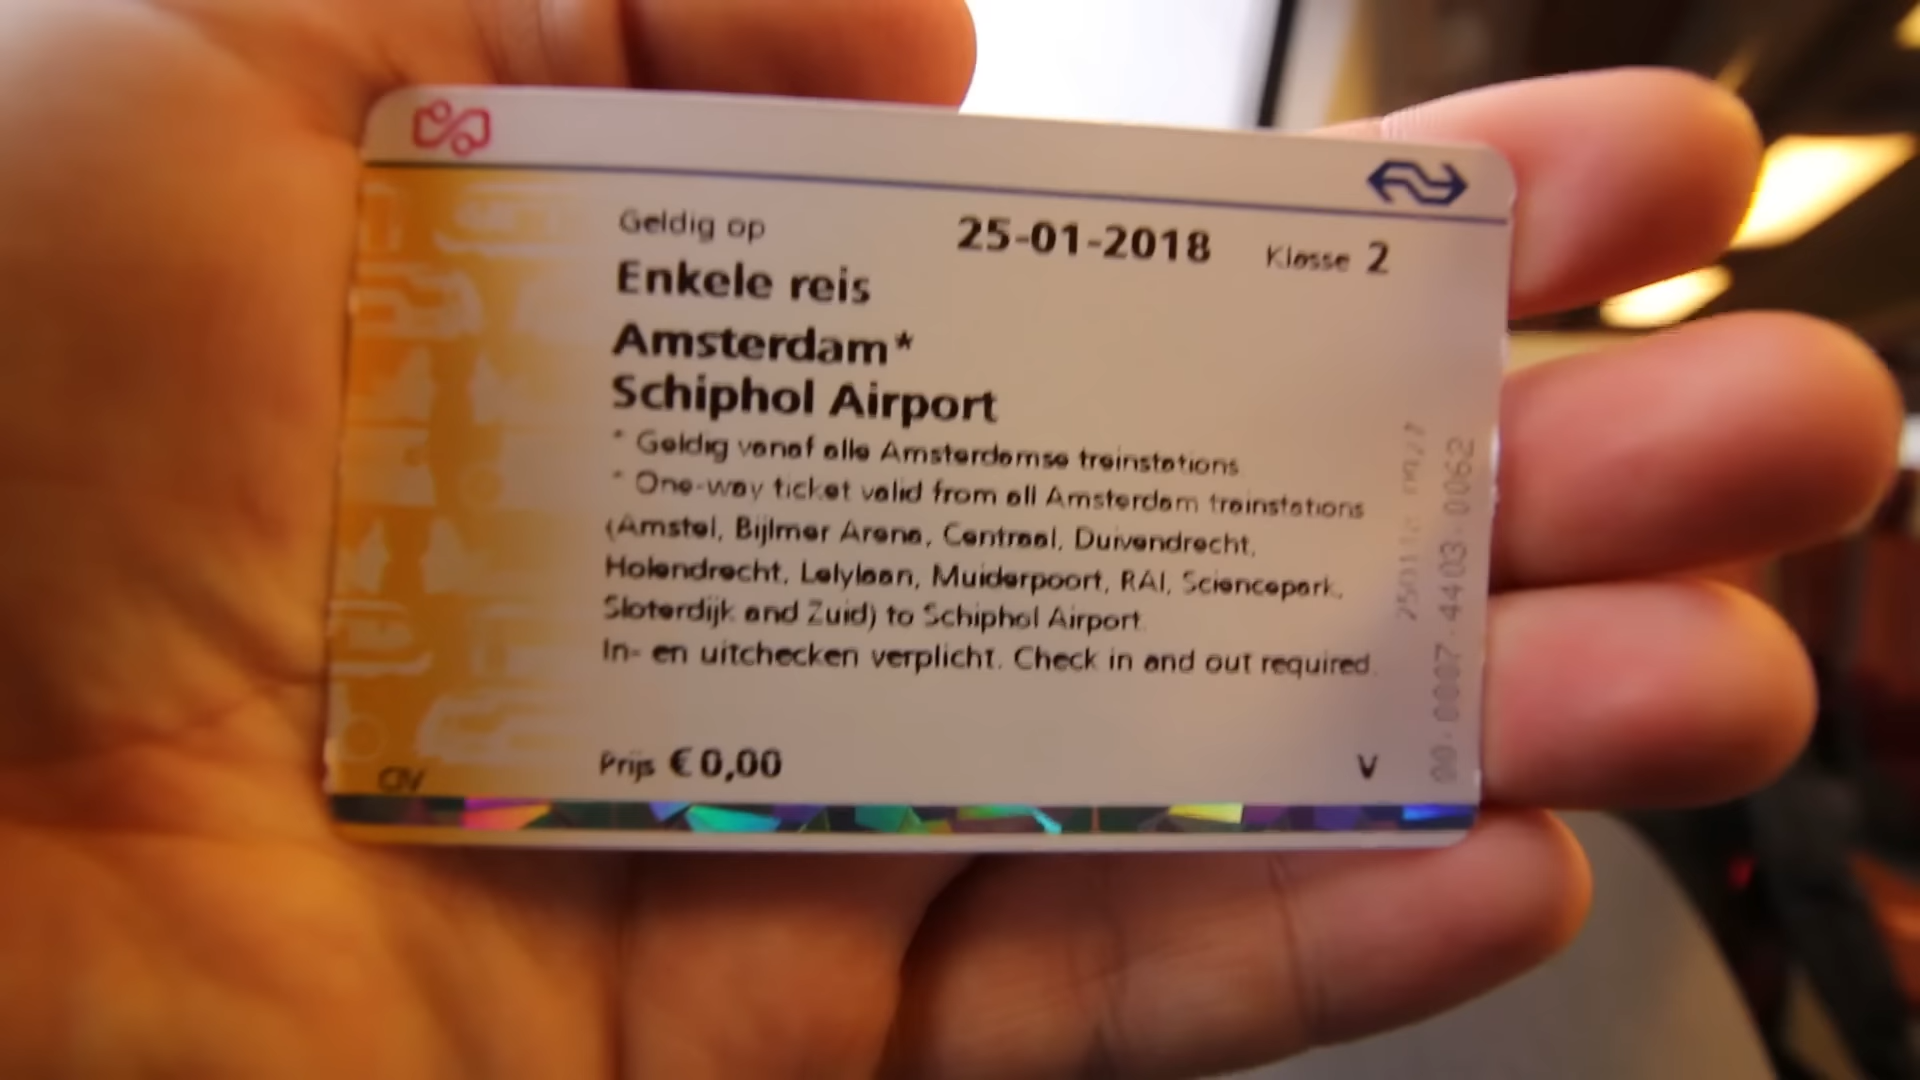 Geldig op 25-01-2018 Klasse 2
Enkele reis
Amsterdam*
Schiphol Airport
* Geldig vanaf alle Amsterdamse treinstations
* One-way ticket valid from all Amsterdam trainstations
(Amstel, Bijlmer Arena, Centraal, Duivendrecht,
Holendrecht, Lelylaan, Muiderpoort, RAI, Sciencepark,
Sloterdijk and Zuid) to Schiphol Airport.
In- en uitchecken verplicht. Check in and out required.
Prijs € 0,00 V
CIV